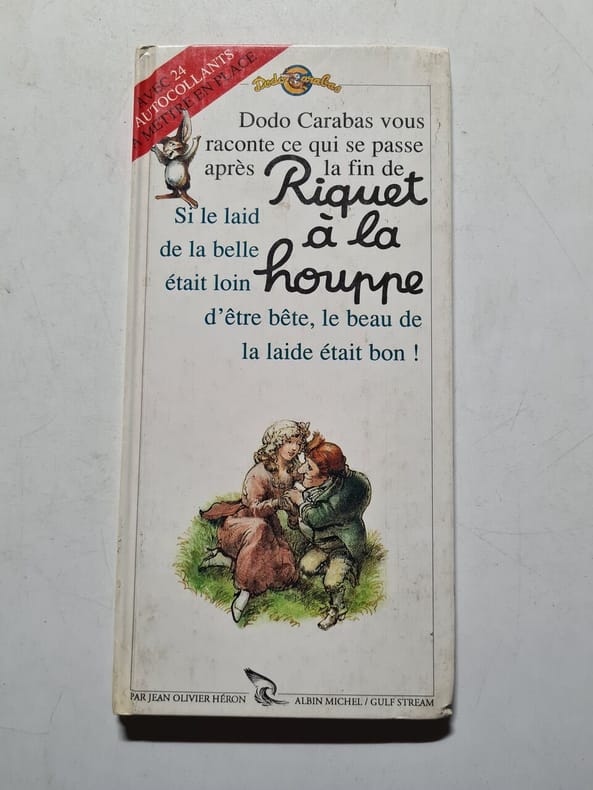 AVEC 24
AUTOCOLLANTS
A METTRE EN PLACE
Dodo Carabas
Dodo Carabas vous
raconte ce qui se passe
après la fin de
Riquet
à la
houppe
Si le laid
de la belle
était loin
d'être bête, le beau de
la laide était bon !
PAR JEAN OLIVIER HÉRON
ALBIN MICHEL / GULF STREAM